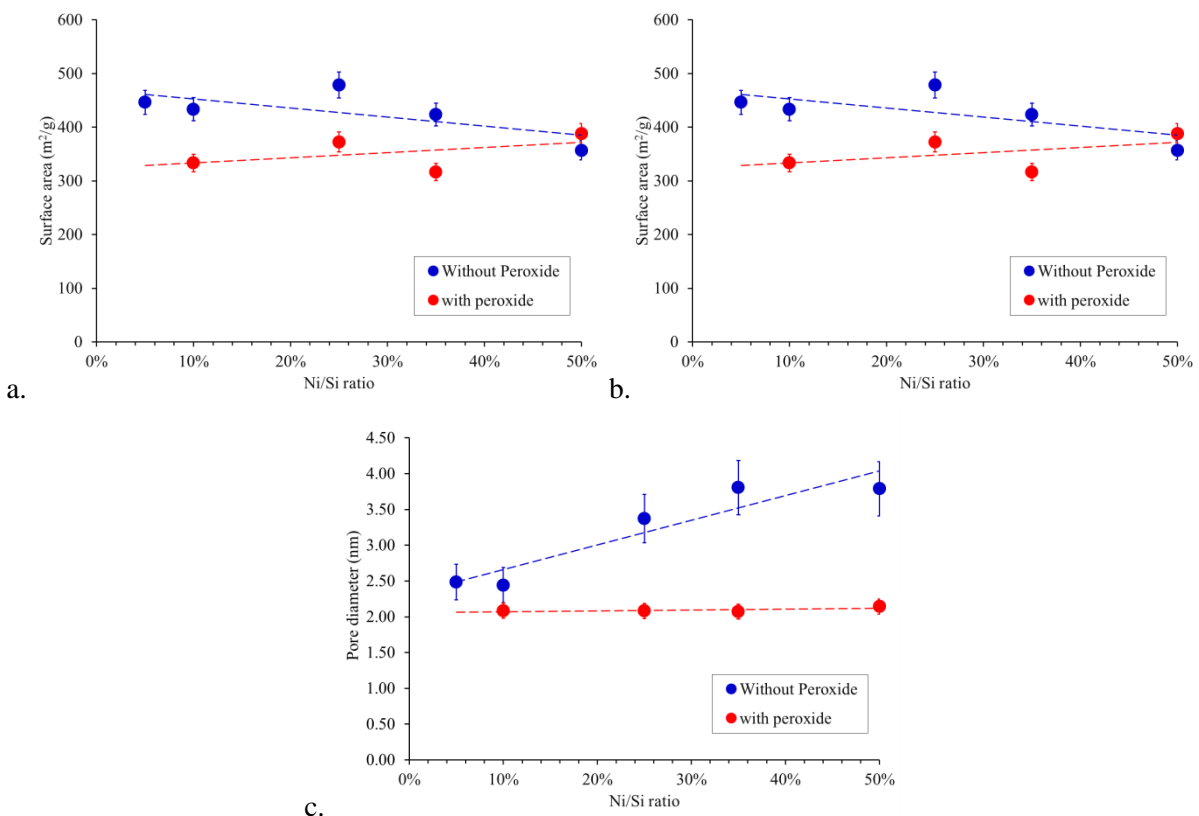 600
500
400
300
200
100
0
Surface area (m²/g)
Without Peroxide
with peroxide
0% 10% 20% 30% 40% 50%
Ni/Si ratio
a.
600
500
400
300
200
100
0
Surface area (m²/g)
Without Peroxide
with peroxide
0% 10% 20% 30% 40% 50%
Ni/Si ratio
b.
4.50
4.00
3.50
3.00
2.50
2.00
1.50
1.00
0.50
0.00
Pore diameter (nm)
Without Peroxide
with peroxide
0% 10% 20% 30% 40% 50%
Ni/Si ratio
c.